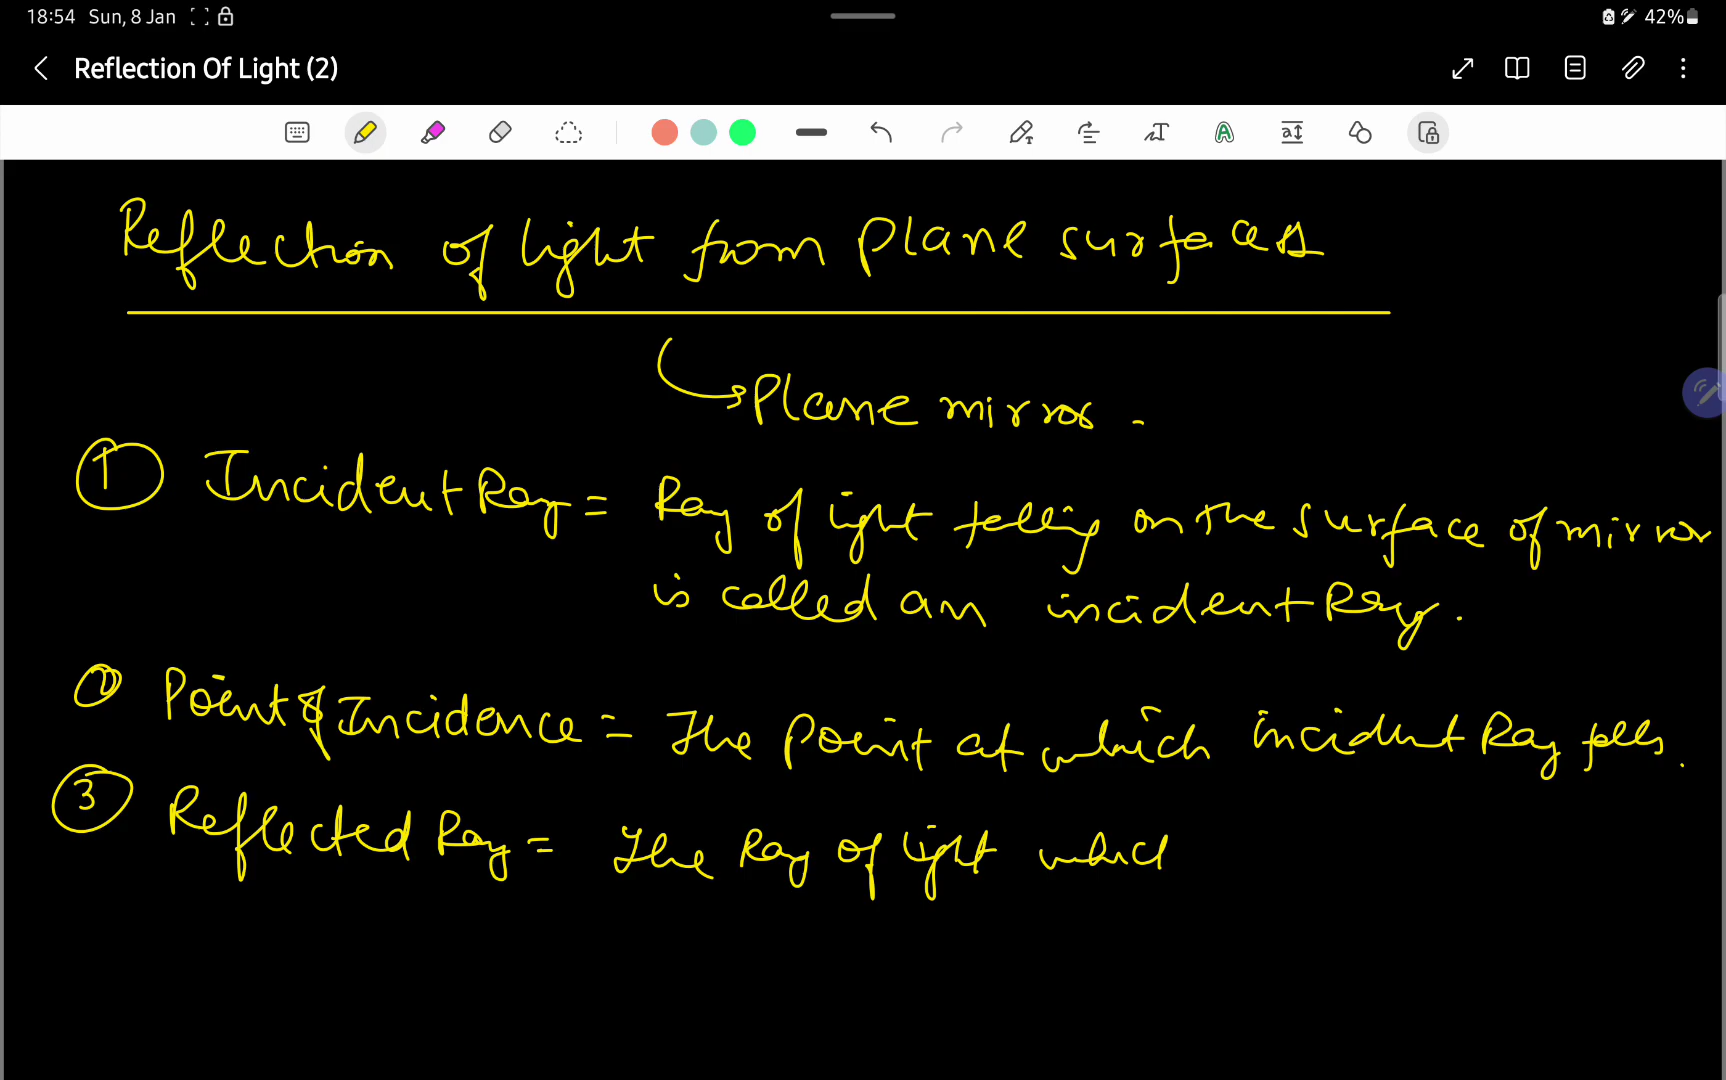 18:54 Sun, 8 Jan 42%
Reflection Of Light (2)
Reflection of light from Plane surfaces
Plane mirror.
① Incident Ray = Ray of light falling on the surface of mirror
is called an incident Ray.
② Point of Incidence = The point at which incident Ray falls.
③ Reflected Ray = The Ray of light which